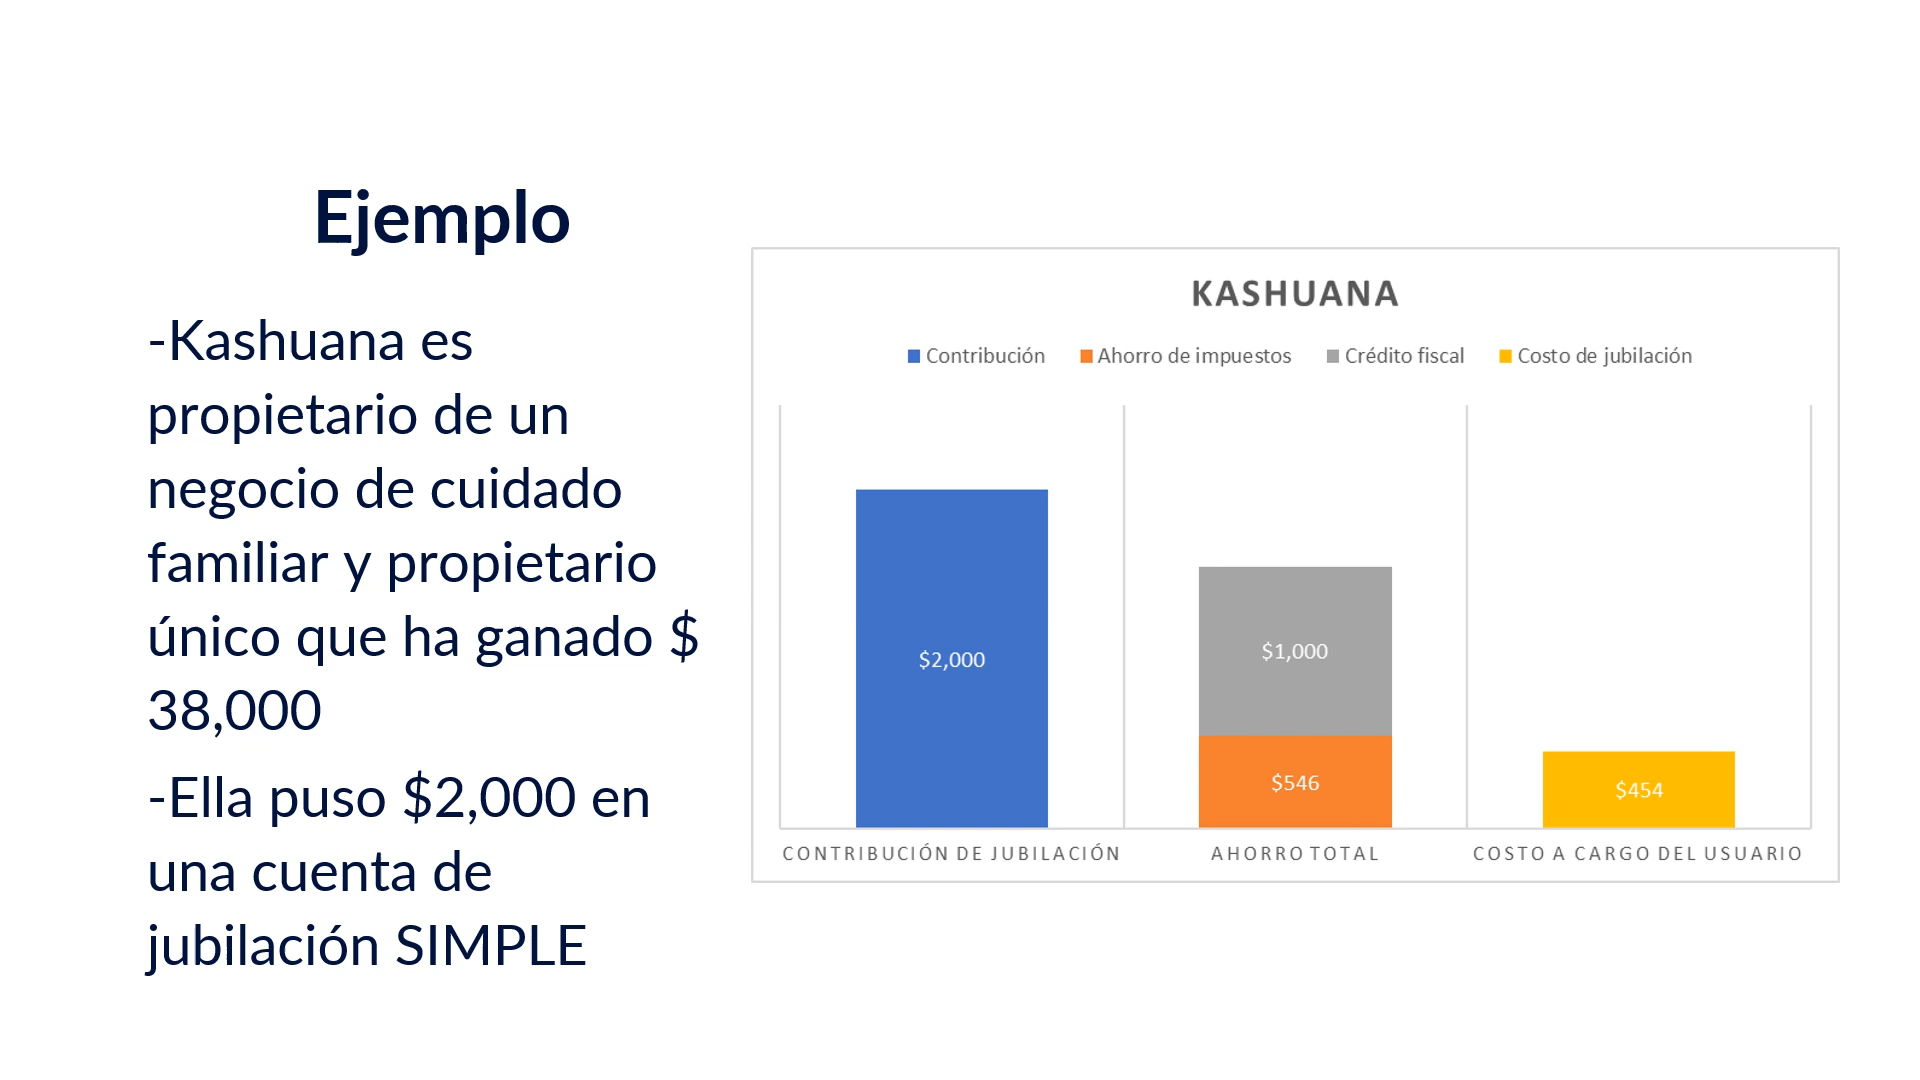 Ejemplo
-Kashuana es
propietario de un
negocio de cuidado
familiar y propietario
único que ha ganado $
38,000
-Ella puso $2,000 en
una cuenta de
jubilación SIMPLE
KASHUANA
Contribución Ahorro de impuestos Crédito fiscal Costo de jubilación
$2,000
$1,000
$546
$454
CONTRIBUCIÓN DE JUBILACIÓN AHORRO TOTAL COSTO A CARGO DEL USUARIO